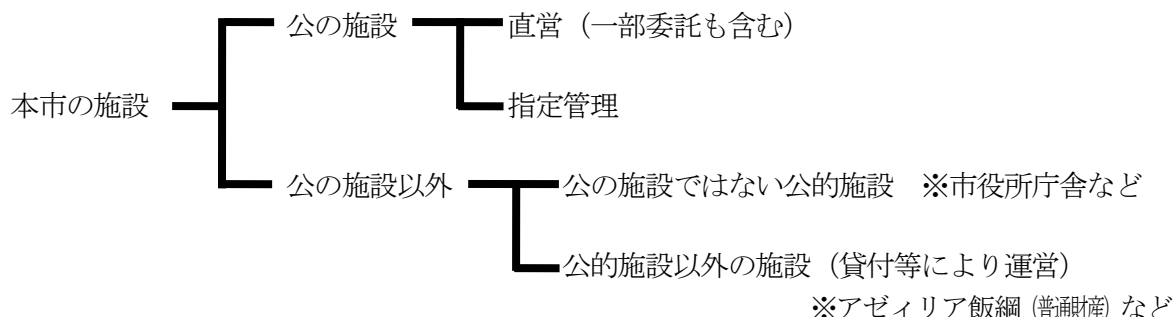 公の施設 直営（一部委託も含む）
本市の施設 指定管理
公の施設以外 公の施設ではない公的施設 ※市役所庁舎など
公的施設以外の施設（貸付等により運営）
※アゼィリア飯綱（普通財産）など